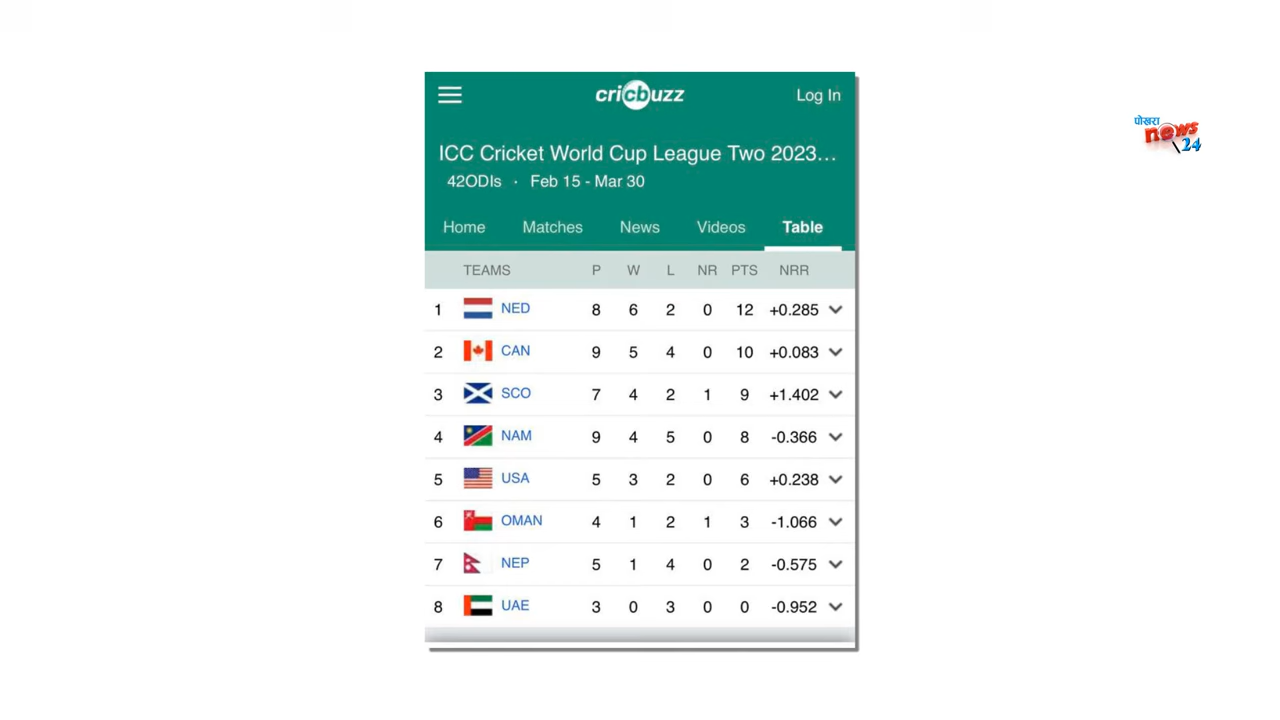 cricbuzz
Log In
ICC Cricket World Cup League Two 2023...
42ODIs · Feb 15 - Mar 30
Home Matches News Videos Table
TEAMS P W L NR PTS NRR
1 NED 8 6 2 0 12 +0.285
2 CAN 9 5 4 0 10 +0.083
3 SCO 7 4 2 1 9 +1.402
4 NAM 9 4 5 0 8 -0.366
5 USA 5 3 2 0 6 +0.238
6 OMAN 4 1 2 1 3 -1.066
7 NEP 5 1 4 0 2 -0.575
8 UAE 3 0 3 0 0 -0.952
पोखरा
news
24